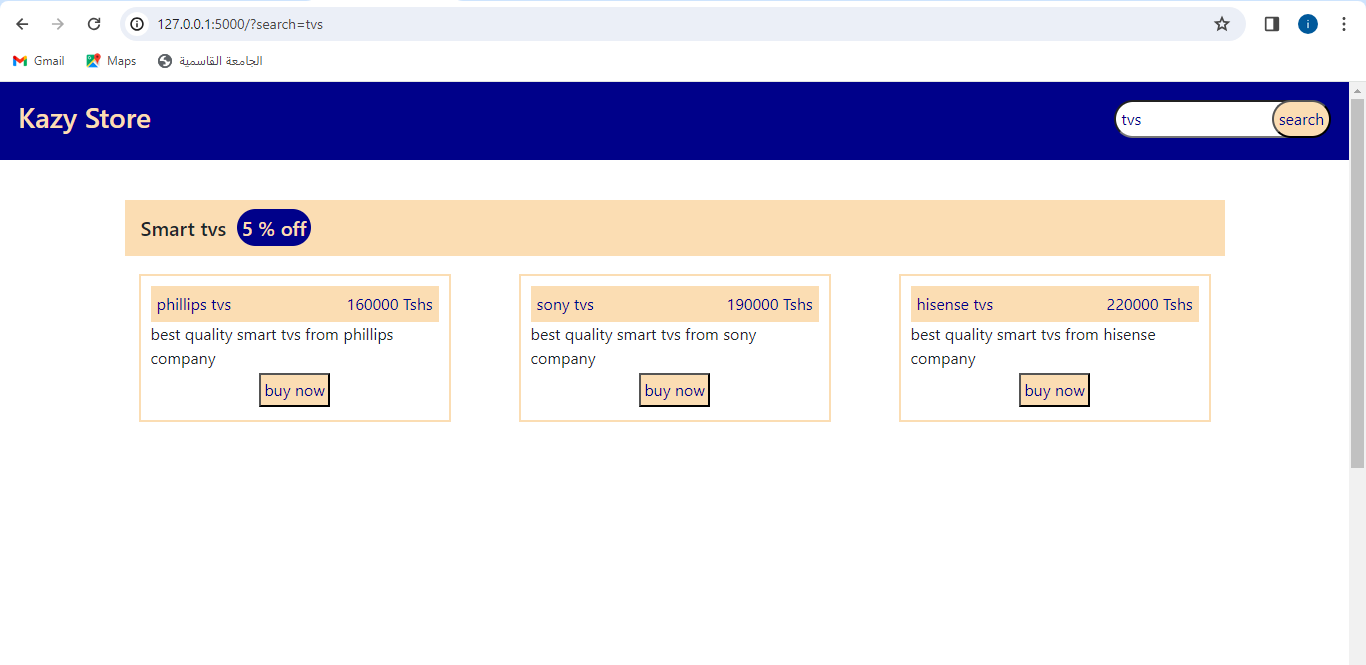 127.0.0.1:5000/?search=tvs
i
Gmail Maps الجامعة القاسمية
Kazy Store
tvs search
Smart tvs 5 % off
phillips tvs 160000 Tshs
best quality smart tvs from phillips
company
buy now
sony tvs 190000 Tshs
best quality smart tvs from sony
company
buy now
hisense tvs 220000 Tshs
best quality smart tvs from hisense
company
buy now